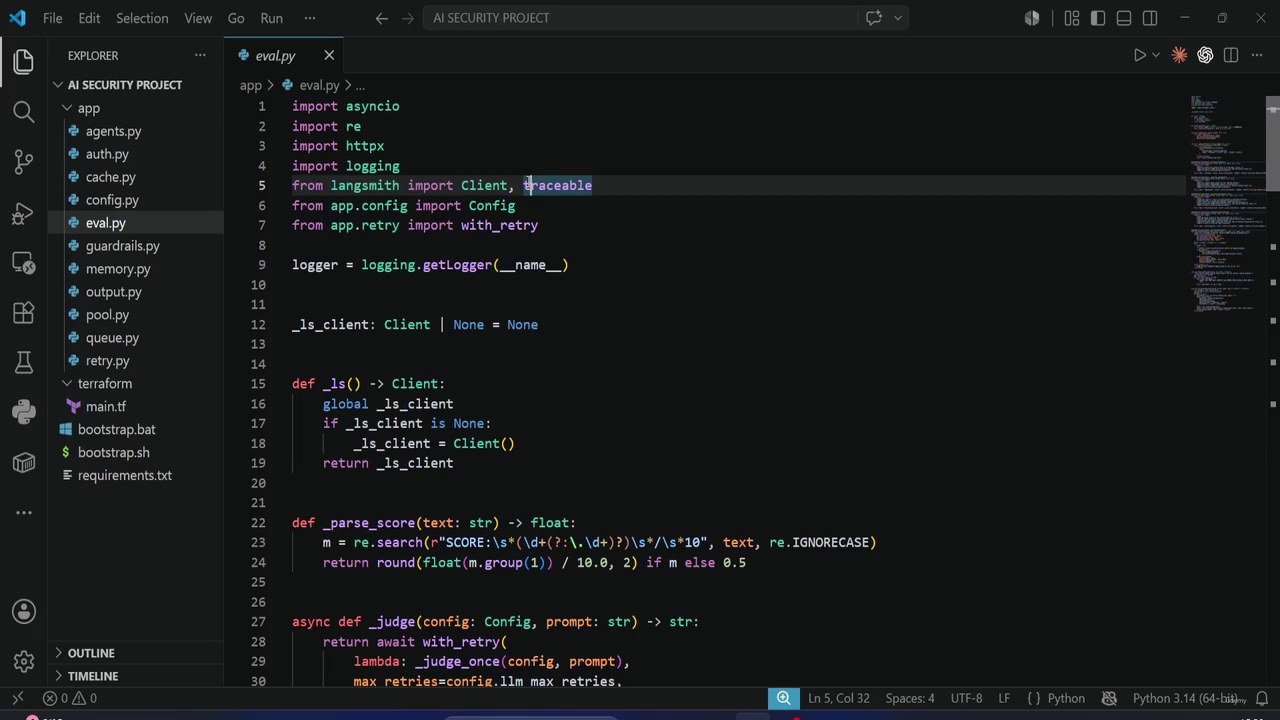 File Edit Selection View Go Run ··· AI SECURITY PROJECT
EXPLORER ···
AI SECURITY PROJECT
app
agents.py
auth.py
cache.py
config.py
eval.py
guardrails.py
memory.py
output.py
pool.py
queue.py
retry.py
terraform
main.tf
bootstrap.bat
bootstrap.sh
requirements.txt
OUTLINE
TIMELINE
eval.py
app > eval.py > ...
1 import asyncio
2 import re
3 import httpx
4 import logging
5 from langsmith import Client, traceable
6 from app.config import Config
7 from app.retry import with_retry
8
9 logger = logging.getLogger(__name__)
10
11
12 _ls_client: Client | None = None
13
14
15 def _ls() -> Client:
16 global _ls_client
17 if _ls_client is None:
18 _ls_client = Client()
19 return _ls_client
20
21
22 def _parse_score(text: str) -> float:
23 m = re.search(r"SCORE:\s*(\d+(?:\.\d+)?)\s*/\s*10", text, re.IGNORECASE)
24 return round(float(m.group(1)) / 10.0, 2) if m else 0.5
25
26
27 async def _judge(config: Config, prompt: str) -> str:
28 return await with_retry(
29 lambda: _judge_once(config, prompt),
30 max_retries=config.llm_max_retries,
0 0 Ln 5, Col 32 Spaces: 4 UTF-8 LF { } Python Python 3.14 (64-bit)